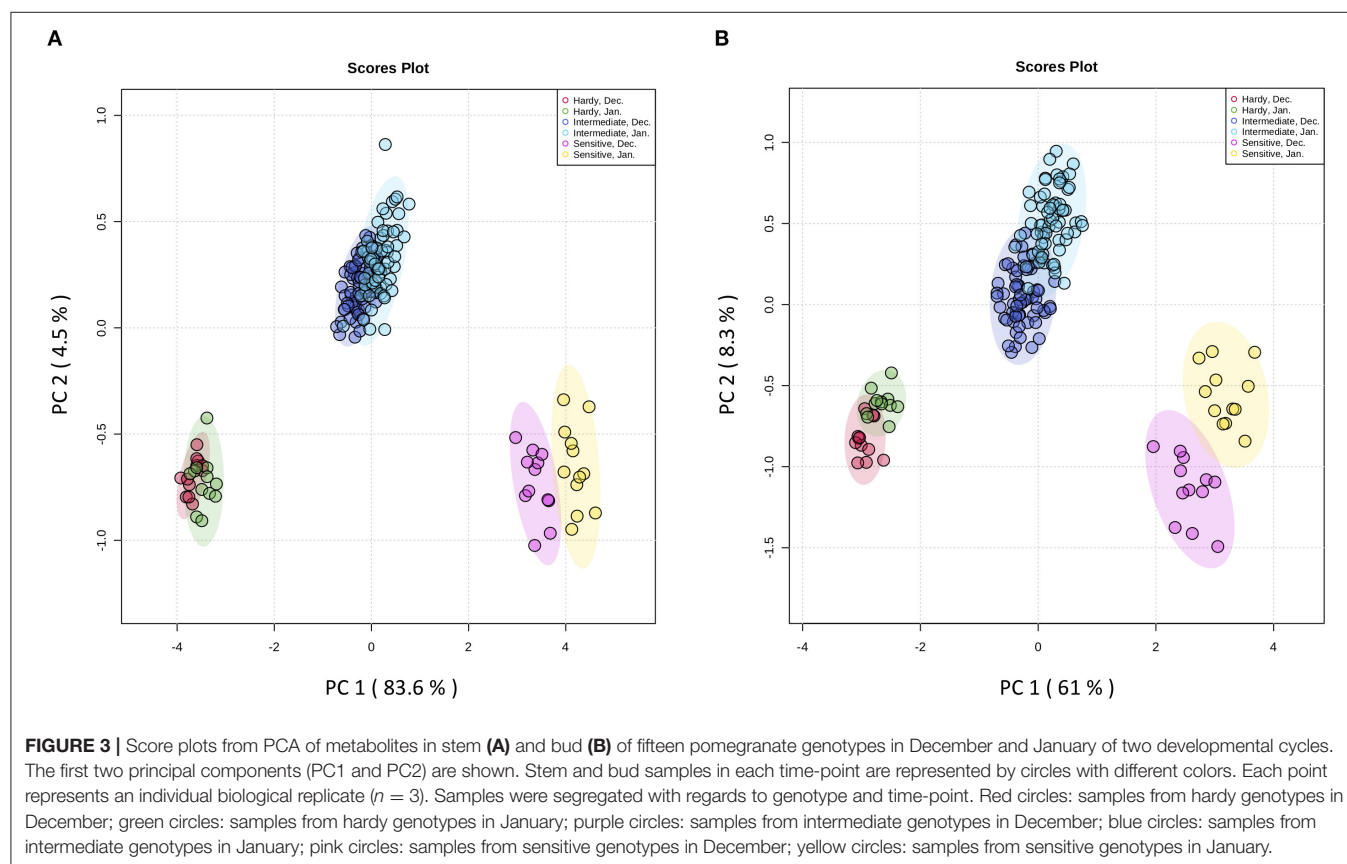 A
Scores Plot
Hardy, Dec.
Hardy, Jan.
Intermediate, Dec.
Intermediate, Jan.
Sensitive, Dec.
Sensitive, Jan.
1.0
0.5
0.0
-0.5
-1.0
PC 2 ( 4.5 % )
-4 -2 0 2 4
PC 1 ( 83.6 % )
B
Scores Plot
Hardy, Dec.
Hardy, Jan.
Intermediate, Dec.
Intermediate, Jan.
Sensitive, Dec.
Sensitive, Jan.
1.0
0.5
0.0
-0.5
-1.0
-1.5
PC 2 ( 8.3 % )
-4 -2 0 2 4
PC 1 ( 61 % )
FIGURE 3 | Score plots from PCA of metabolites in stem (A) and bud (B) of fifteen pomegranate genotypes in December and January of two developmental cycles.
The first two principal components (PC1 and PC2) are shown. Stem and bud samples in each time-point are represented by circles with different colors. Each point
represents an individual biological replicate (n = 3). Samples were segregated with regards to genotype and time-point. Red circles: samples from hardy genotypes in
December; green circles: samples from hardy genotypes in January; purple circles: samples from intermediate genotypes in December; blue circles: samples from
intermediate genotypes in January; pink circles: samples from sensitive genotypes in December; yellow circles: samples from sensitive genotypes in January.